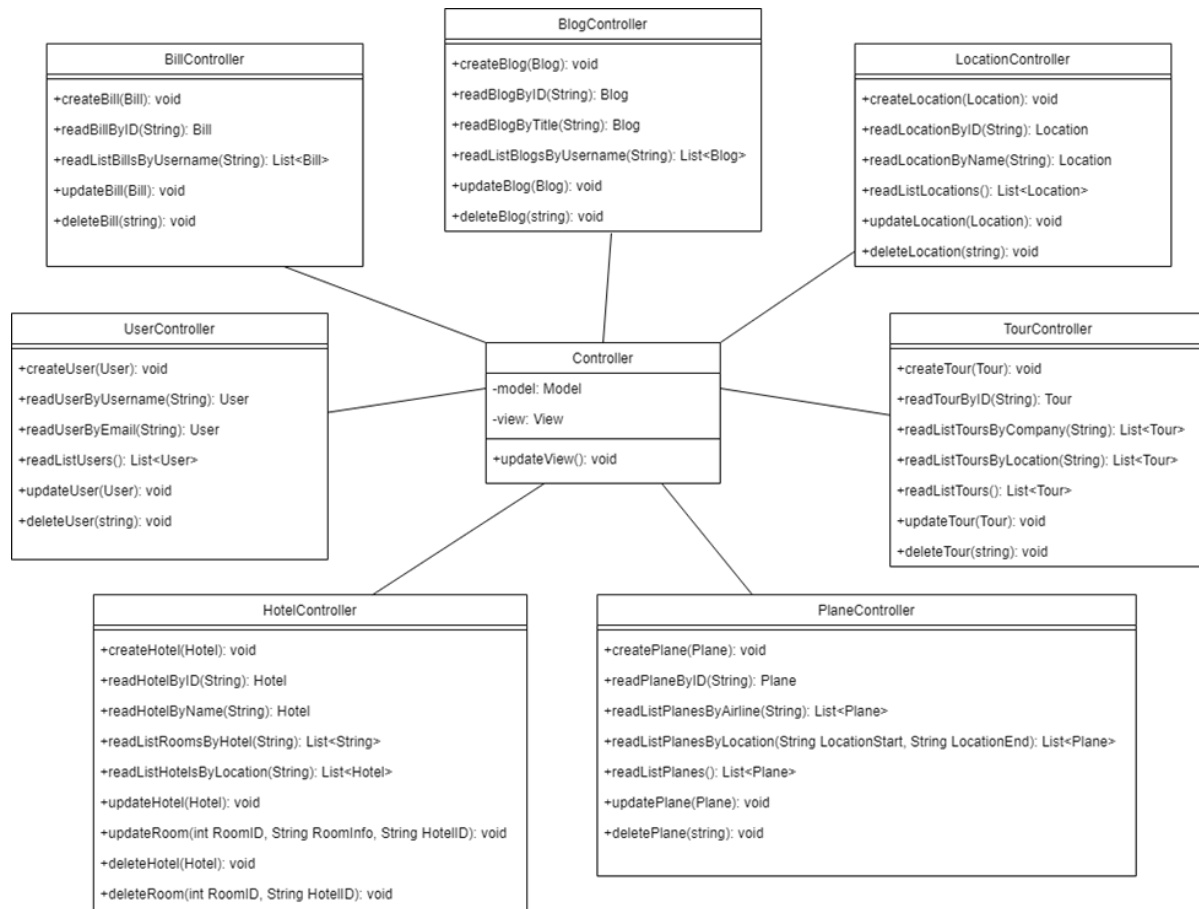 BillController
+createBill(Bill): void
+readBillByID(String): Bill
+readListBillsByUsername(String): List<Bill>
+updateBill(Bill): void
+deleteBill(string): void
BlogController
+createBlog(Blog): void
+readBlogByID(String): Blog
+readBlogByTitle(String): Blog
+readListBlogsByUsername(String): List<Blog>
+updateBlog(Blog): void
+deleteBlog(string): void
LocationController
+createLocation(Location): void
+readLocationByID(String): Location
+readLocationByName(String): Location
+readListLocations(): List<Location>
+updateLocation(Location): void
+deleteLocation(string): void
UserController
+createUser(User): void
+readUserByUsername(String): User
+readUserByEmail(String): User
+readListUsers(): List<User>
+updateUser(User): void
+deleteUser(string): void
Controller
-model: Model
-view: View
+updateView(): void
TourController
+createTour(Tour): void
+readTourByID(String): Tour
+readListToursByCompany(String): List<Tour>
+readListToursByLocation(String): List<Tour>
+readListTours(): List<Tour>
+updateTour(Tour): void
+deleteTour(string): void
HotelController
+createHotel(Hotel): void
+readHotelByID(String): Hotel
+readHotelByName(String): Hotel
+readListRoomsByHotel(String): List<String>
+readListHotelsByLocation(String): List<Hotel>
+updateHotel(Hotel): void
+updateRoom(int RoomID, String RoomInfo, String HotelID): void
+deleteHotel(Hotel): void
+deleteRoom(int RoomID, String HotelID): void
PlaneController
+createPlane(Plane): void
+readPlaneByID(String): Plane
+readListPlanesByAirline(String): List<Plane>
+readListPlanesByLocation(String LocationStart, String LocationEnd): List<Plane>
+readListPlanes(): List<Plane>
+updatePlane(Plane): void
+deletePlane(string): void